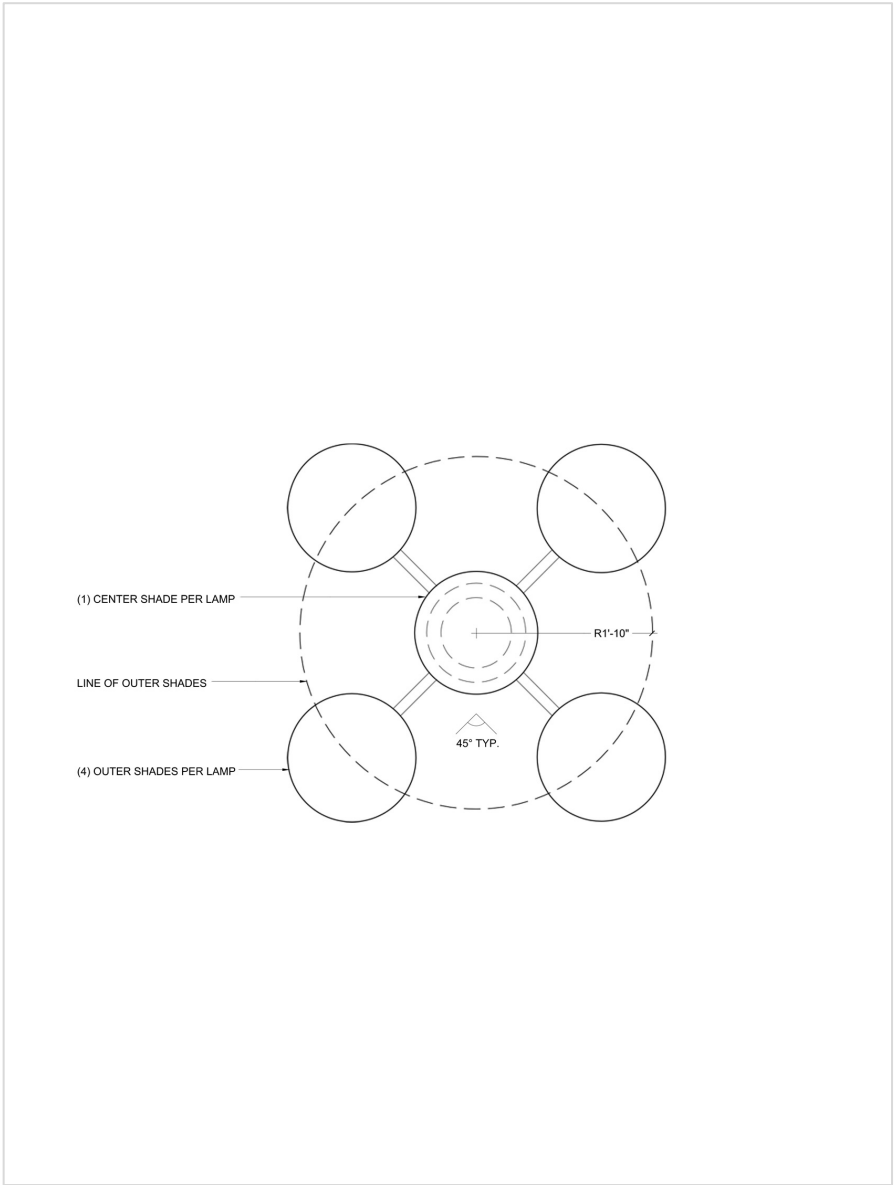 (1) CENTER SHADE PER LAMP
R1'-10"
LINE OF OUTER SHADES
45° TYP.
(4) OUTER SHADES PER LAMP